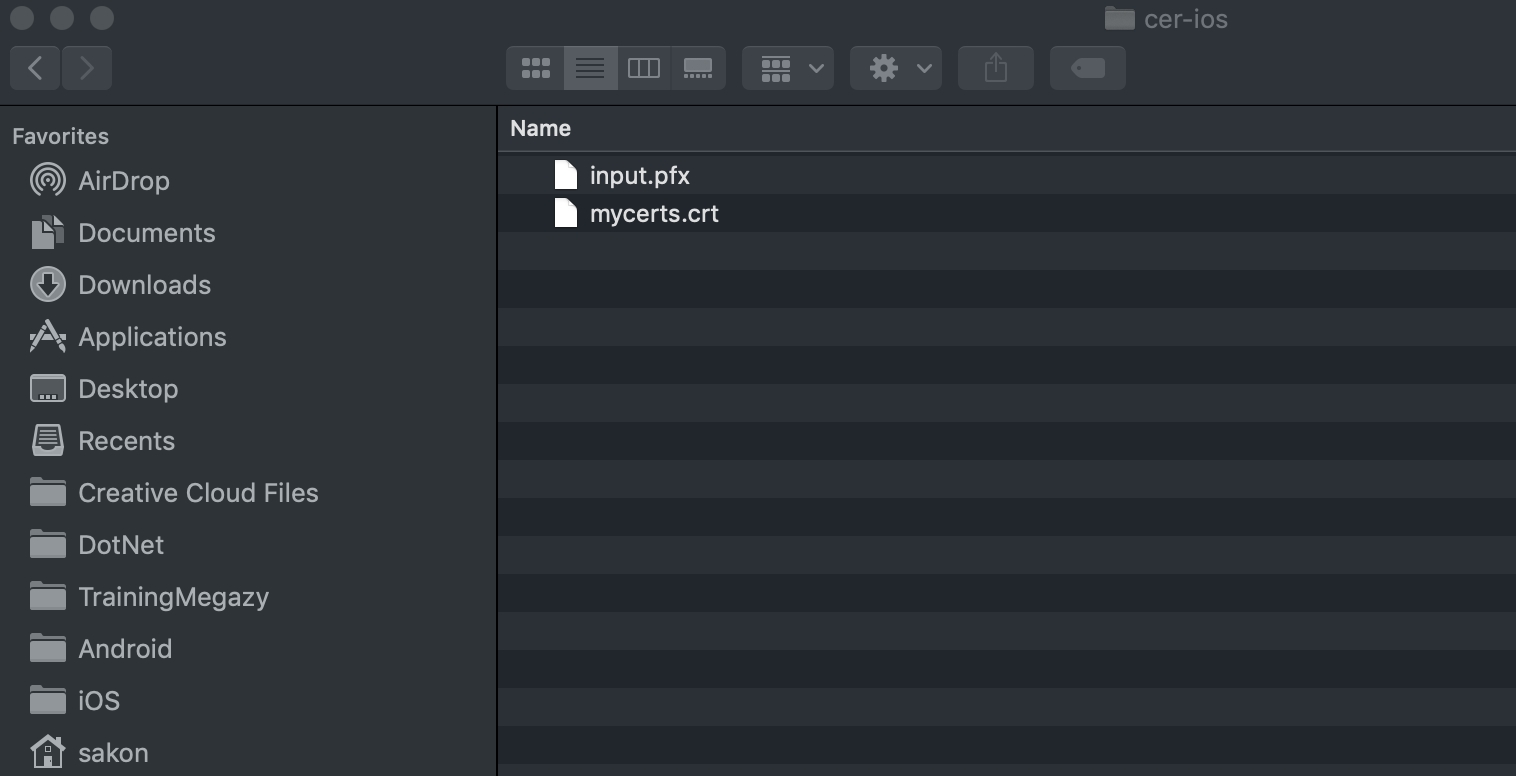 cer-ios
Favorites
AirDrop
Documents
Downloads
Applications
Desktop
Recents
Creative Cloud Files
DotNet
TrainingMegazy
Android
iOS
sakon
Name
input.pfx
mycerts.crt